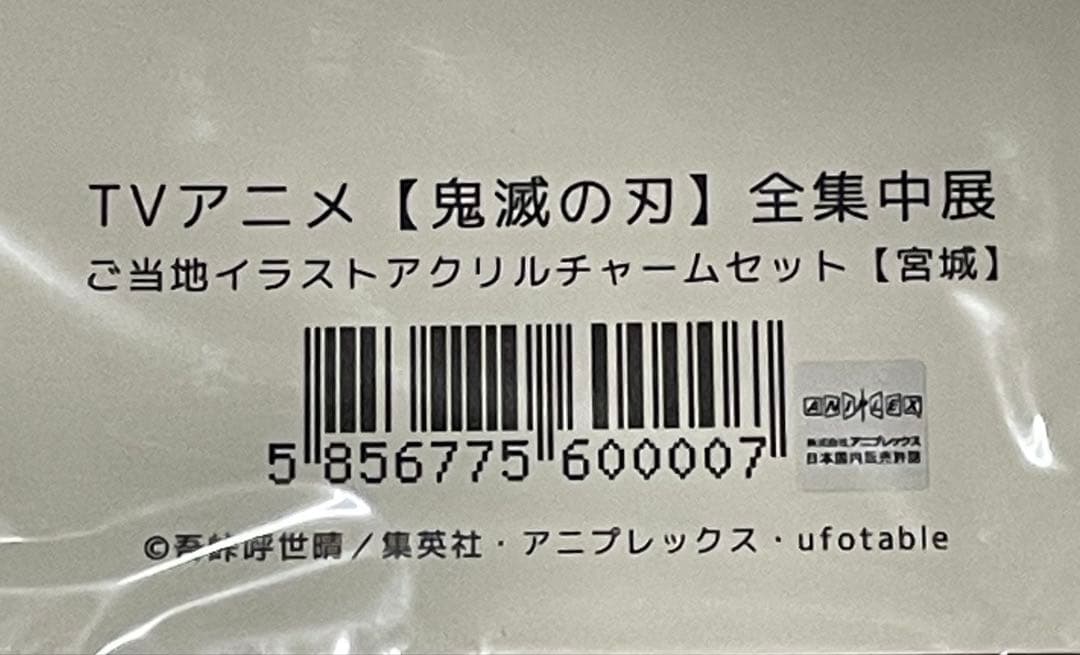 TVアニメ【鬼滅の刃】全集中展
ご当地イラストアクリルチャームセット【宮城】
5 856775 600007
ANIPLEX
株式会社アニプレックス
日本国内販売許諾
©吾峠呼世晴／集英社・アニプレックス・ufotable